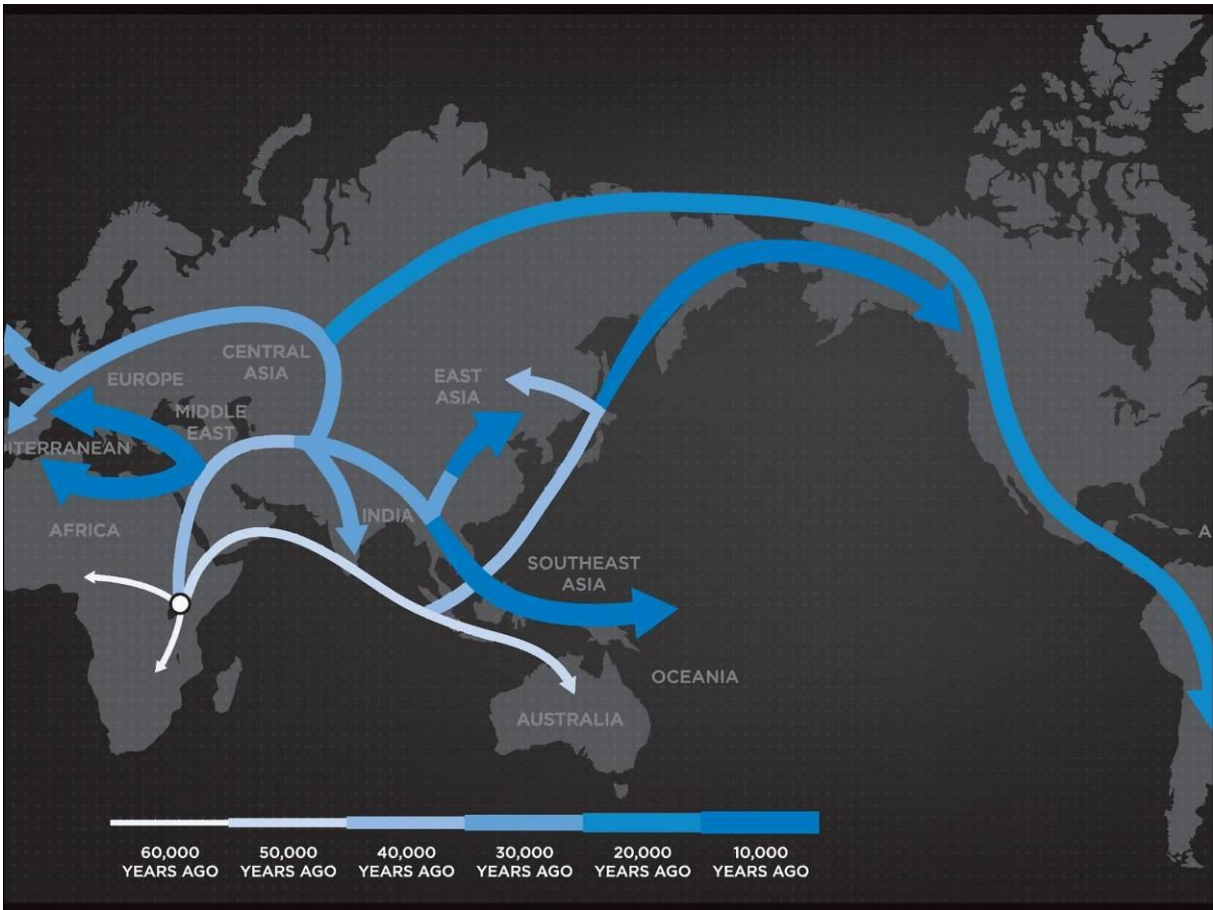 CENTRAL
ASIA
EUROPE
EAST
ASIA
MIDDLE
EAST
DITERRANEAN
INDIA
AFRICA
A
SOUTHEAST
ASIA
OCEANIA
AUSTRALIA
60,000
YEARS AGO
50,000
YEARS AGO
40,000
YEARS AGO
30,000
YEARS AGO
20,000
YEARS AGO
10,000
YEARS AGO